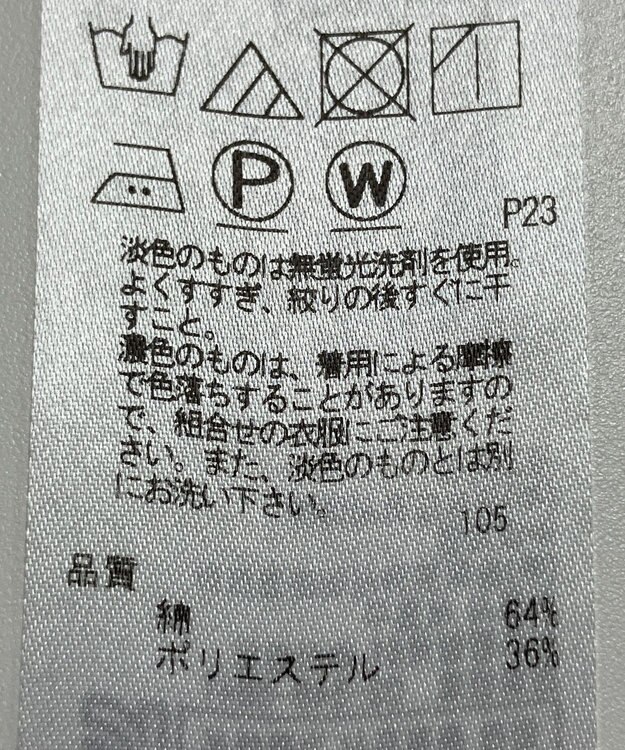 P W
P23
淡色のものは無蛍光洗剤を使用。
よくすすぎ、絞りの後すぐに干
すこと。
濃色のものは、着用による摩擦
で色落ちすることがありますの
で、組合せの衣服にご注意くだ
さい。また、淡色のものとは別
にお洗い下さい。
105
品質
綿 64%
ポリエステル 36%